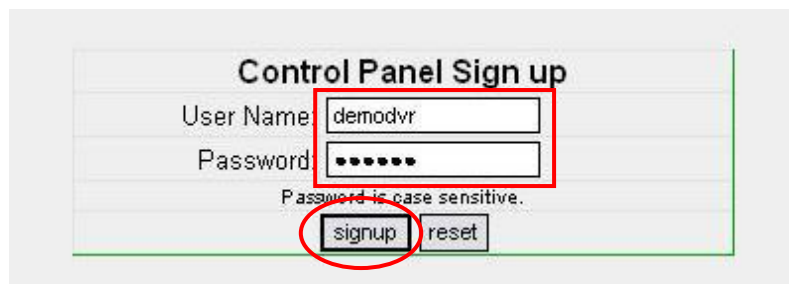 Control Panel Sign up
User Name: demodvr
Password: ••••••
Password is case sensitive.
signup reset